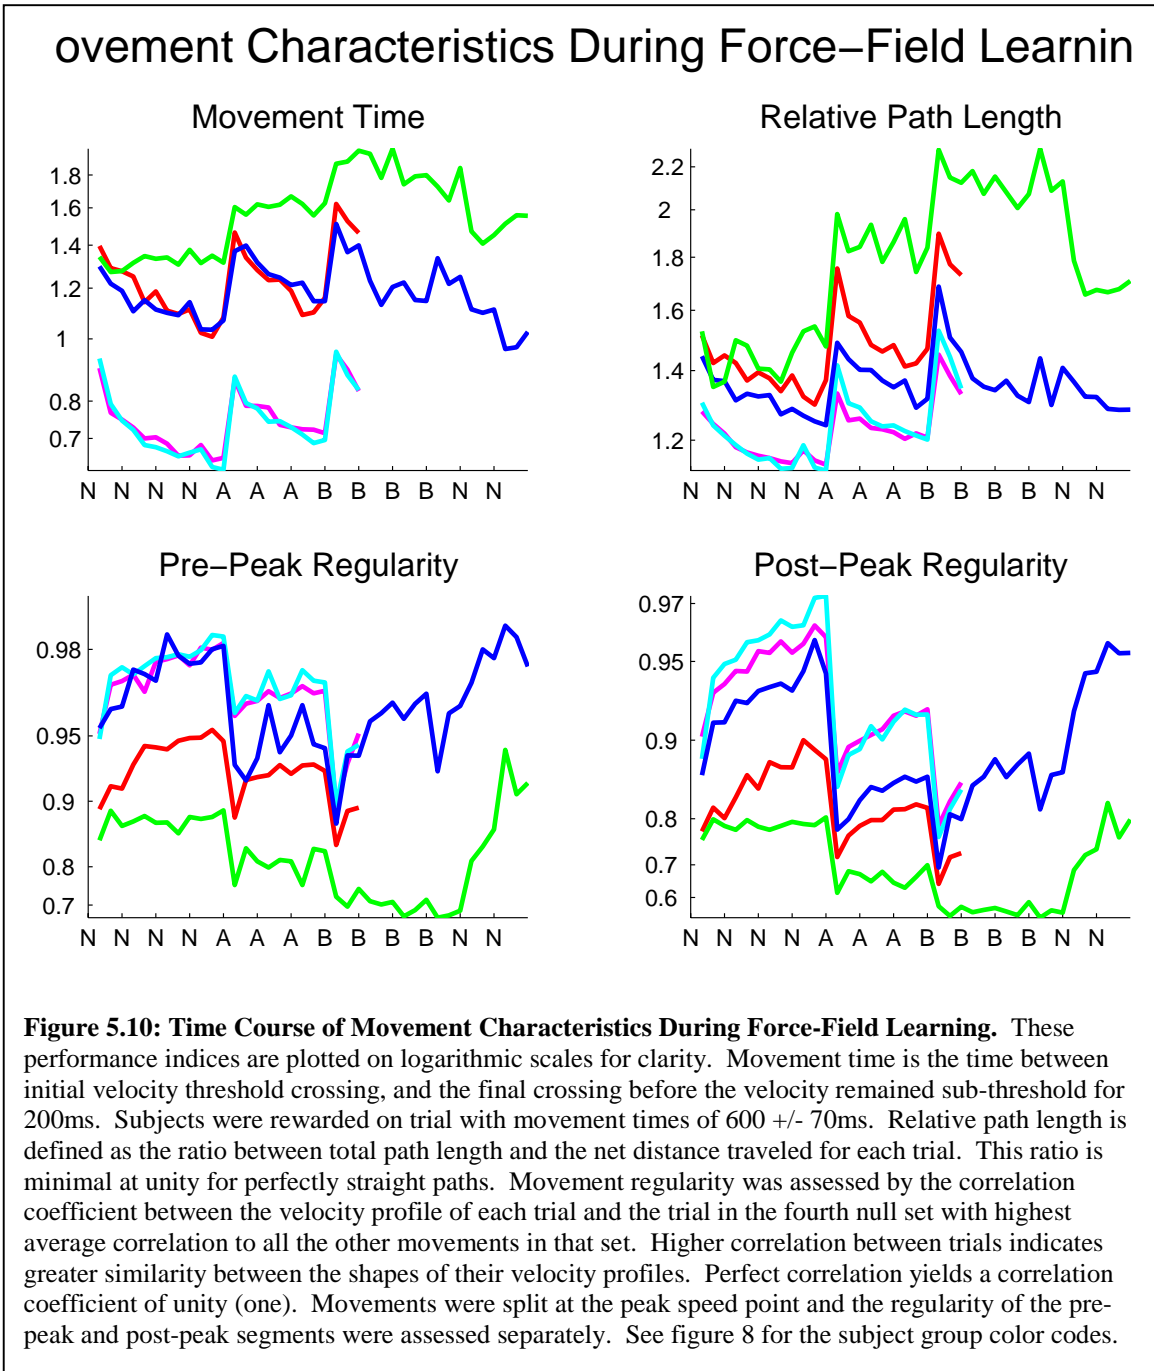 ovement Characteristics During Force–Field Learnin
Movement Time
1.8
1.6
1.4
1.2
1
0.8
0.7
N N N N A A A B B B B N N
Relative Path Length
2.2
2
1.8
1.6
1.4
1.2
N N N N A A A B B B B N N
Pre–Peak Regularity
0.98
0.95
0.9
0.8
0.7
N N N N A A A B B B B N N
Post–Peak Regularity
0.97
0.95
0.9
0.8
0.7
0.6
N N N N A A A B B B B N N
Figure 5.10: Time Course of Movement Characteristics During Force-Field Learning. These
performance indices are plotted on logarithmic scales for clarity. Movement time is the time between
initial velocity threshold crossing, and the final crossing before the velocity remained sub-threshold for
200ms. Subjects were rewarded on trial with movement times of 600 +/- 70ms. Relative path length is
defined as the ratio between total path length and the net distance traveled for each trial. This ratio is
minimal at unity for perfectly straight paths. Movement regularity was assessed by the correlation
coefficient between the velocity profile of each trial and the trial in the fourth null set with highest
average correlation to all the other movements in that set. Higher correlation between trials indicates
greater similarity between the shapes of their velocity profiles. Perfect correlation yields a correlation
coefficient of unity (one). Movements were split at the peak speed point and the regularity of the pre-
peak and post-peak segments were assessed separately. See figure 8 for the subject group color codes.